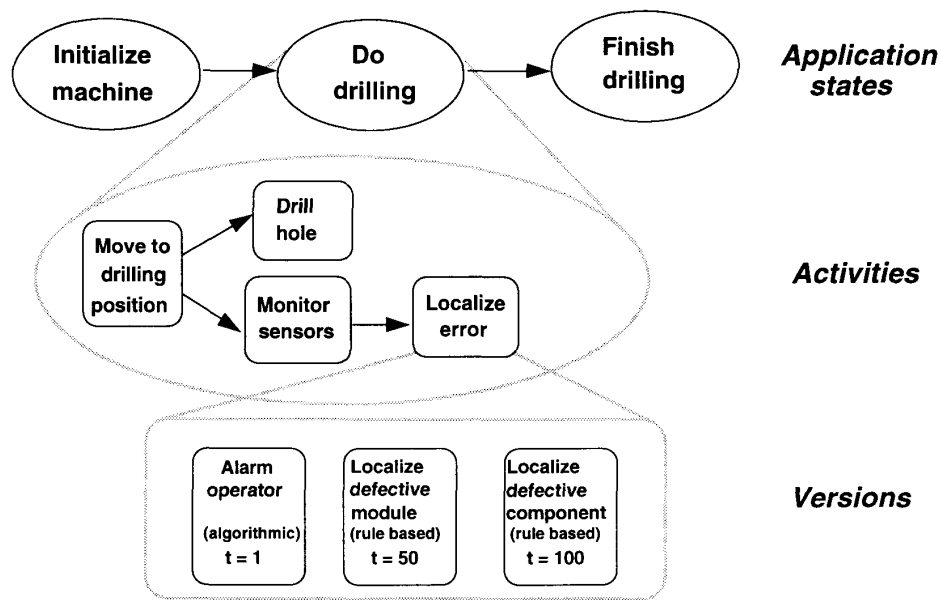 Initialize
machine
Do
drilling
Finish
drilling
Application
states
Drill
hole
Move to
drilling
position
Monitor
sensors
Localize
error
Activities
Alarm
operator
(algorithmic)
t = 1
Localize
defective
module
(rule based)
t = 50
Localize
defective
component
(rule based)
t = 100
Versions